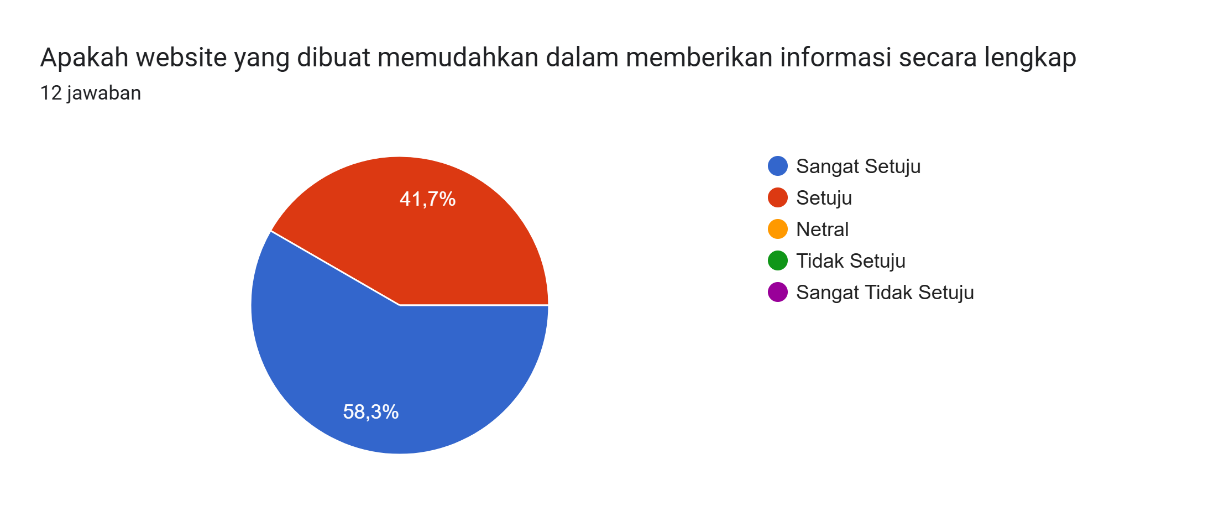 Apakah website yang dibuat memudahkan dalam memberikan informasi secara lengkap
12 jawaban
41,7%
58,3%
Sangat Setuju
Setuju
Netral
Tidak Setuju
Sangat Tidak Setuju